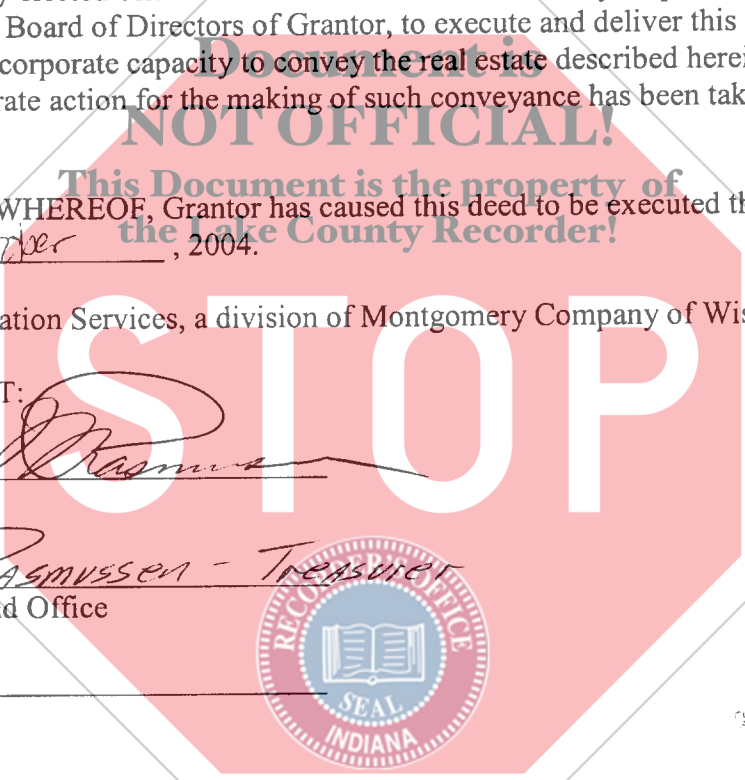 Board of Directors of Grantor, to execute and deliver this
Document is
corporate capacity to convey the real estate described herei
rate action for the making of such conveyance has been tak
NOT OFFICIAL!
This Document is the property of
WHEREOF, Grantor has caused this deed to be executed th
the Lake County Recorder!
, 2004.
ation Services, a division of Montgomery Company of Wis
STOP
T:
Rasmussen
Rasmussen - Treasurer
d Office
RECORDER'S OFFICE
SEAL
INDIANA